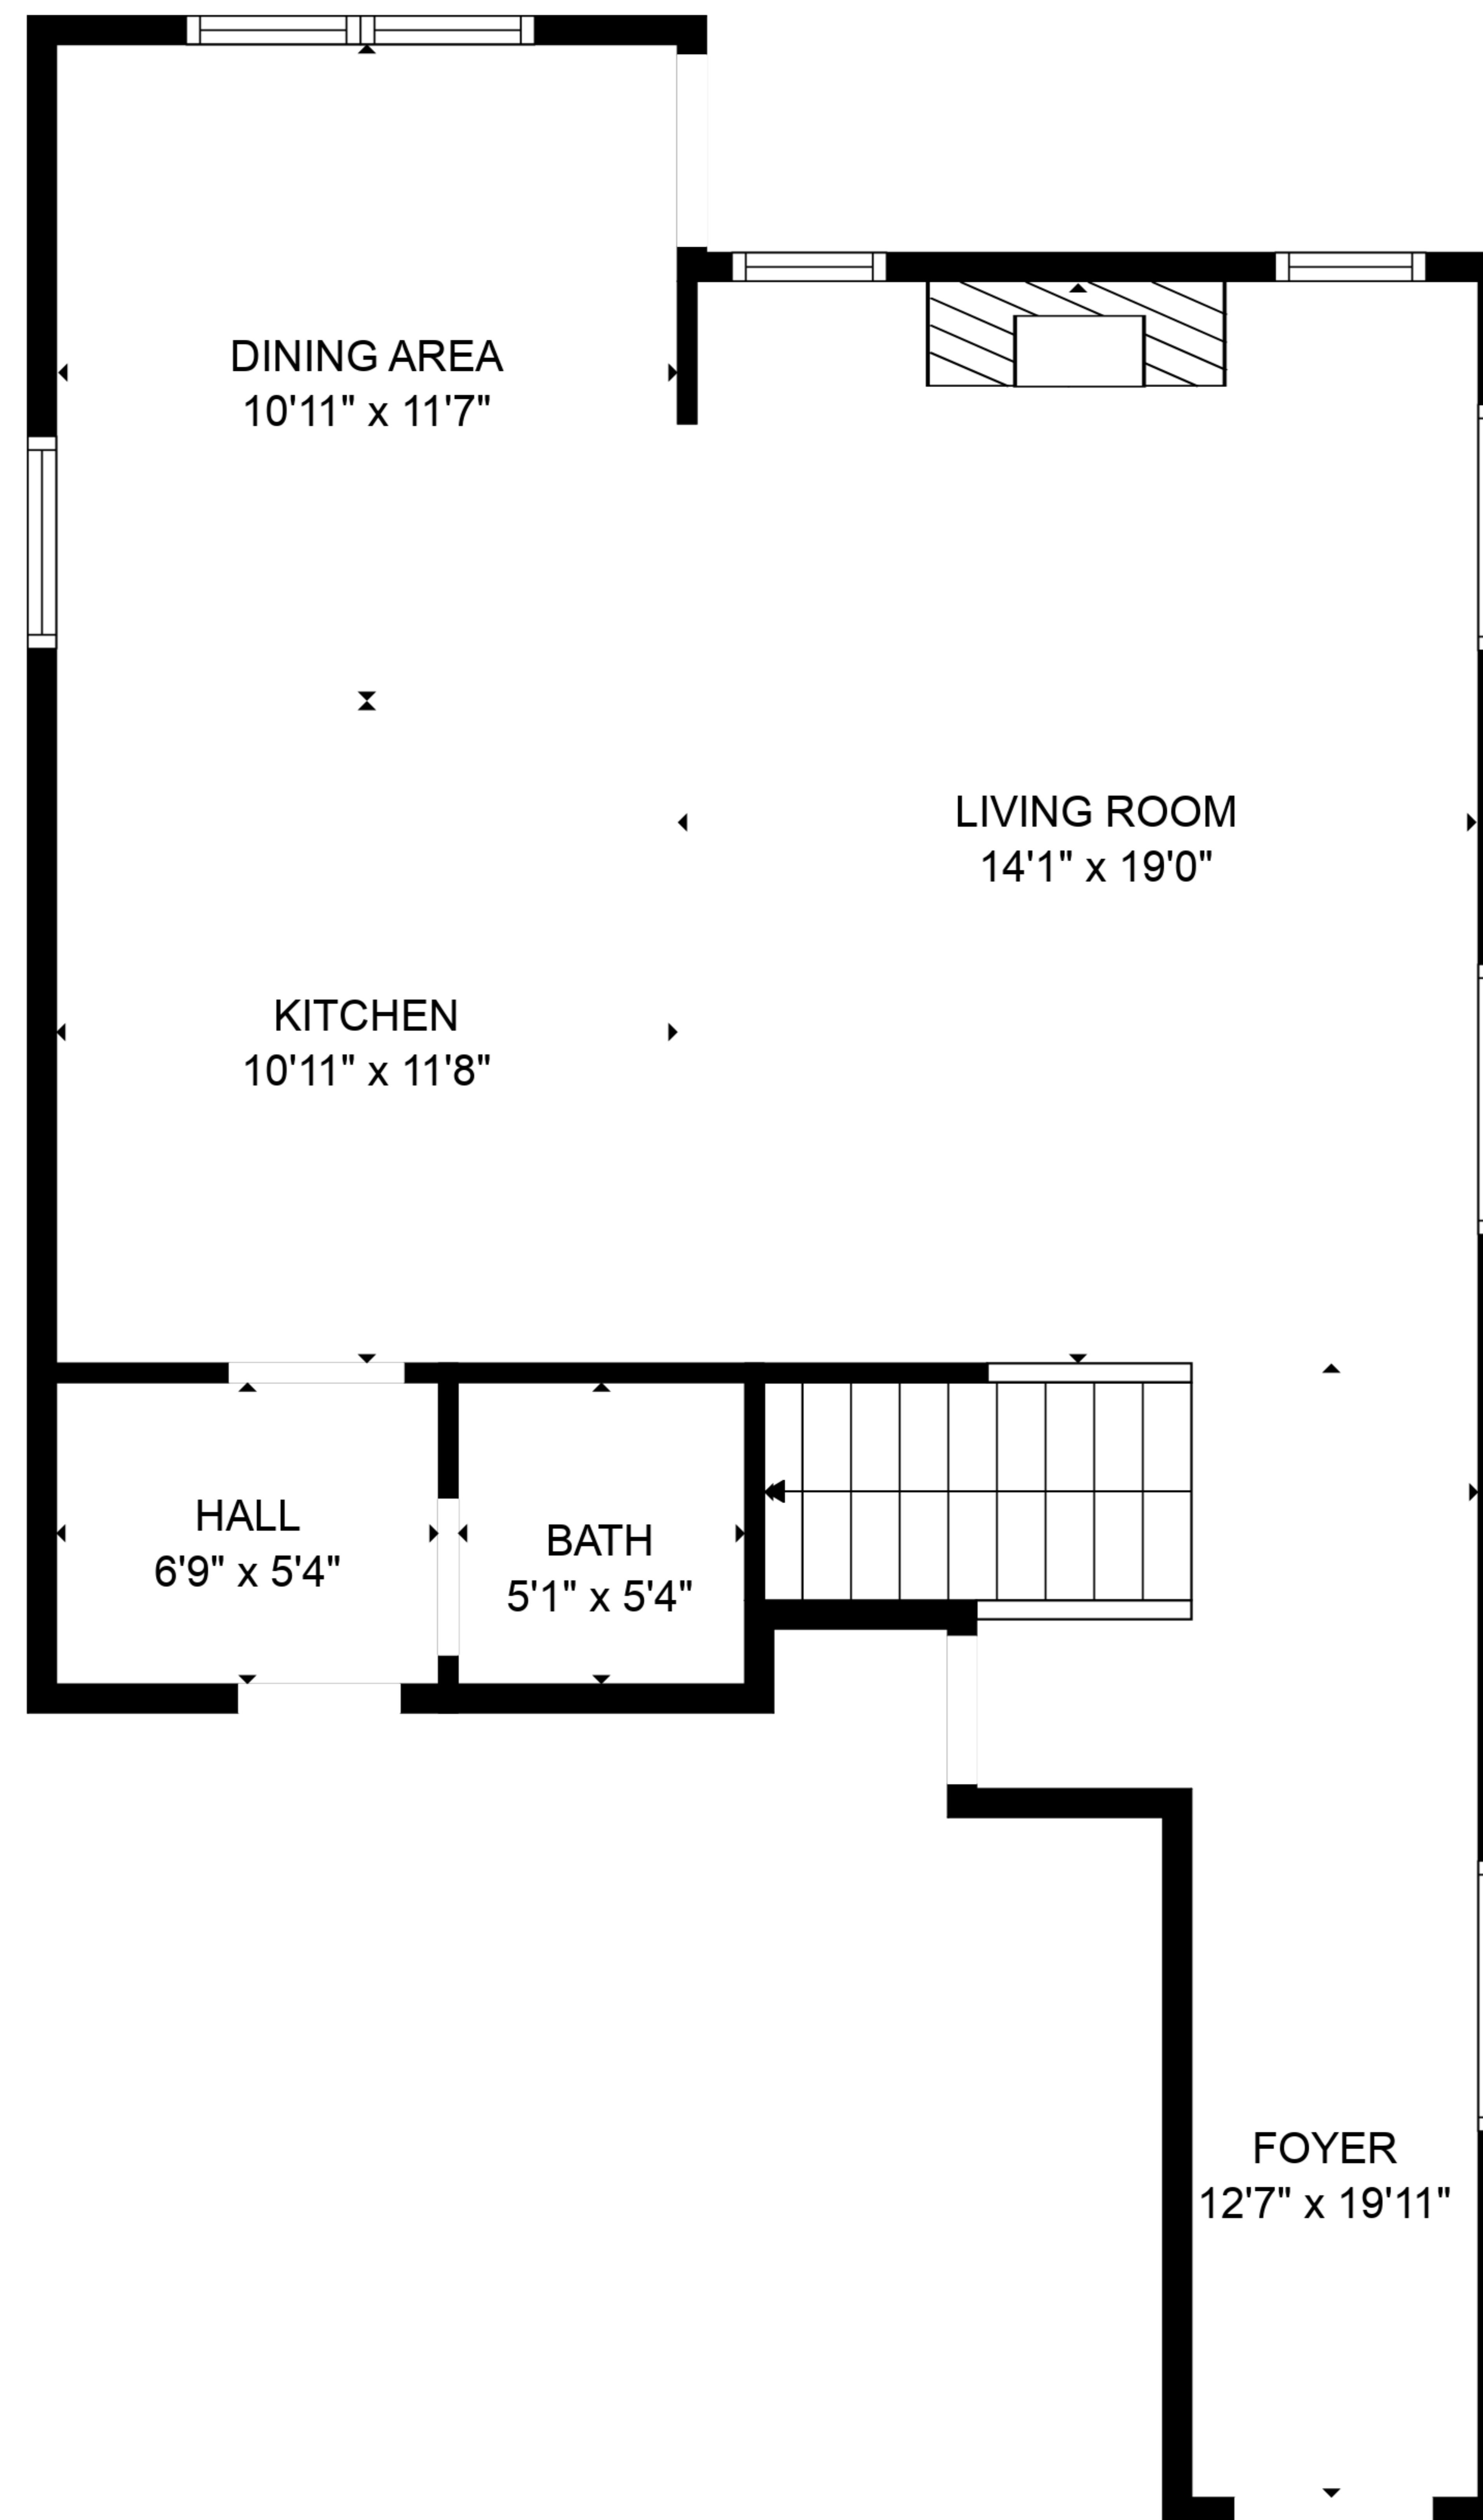 DINING AREA
10'11" x 11'7"
LIVING ROOM
14'1" x 19'0"
KITCHEN
10'11" x 11'8"
HALL
6'9" x 5'4"
BATH
5'1" x 5'4"
FOYER
12'7" x 19'11"